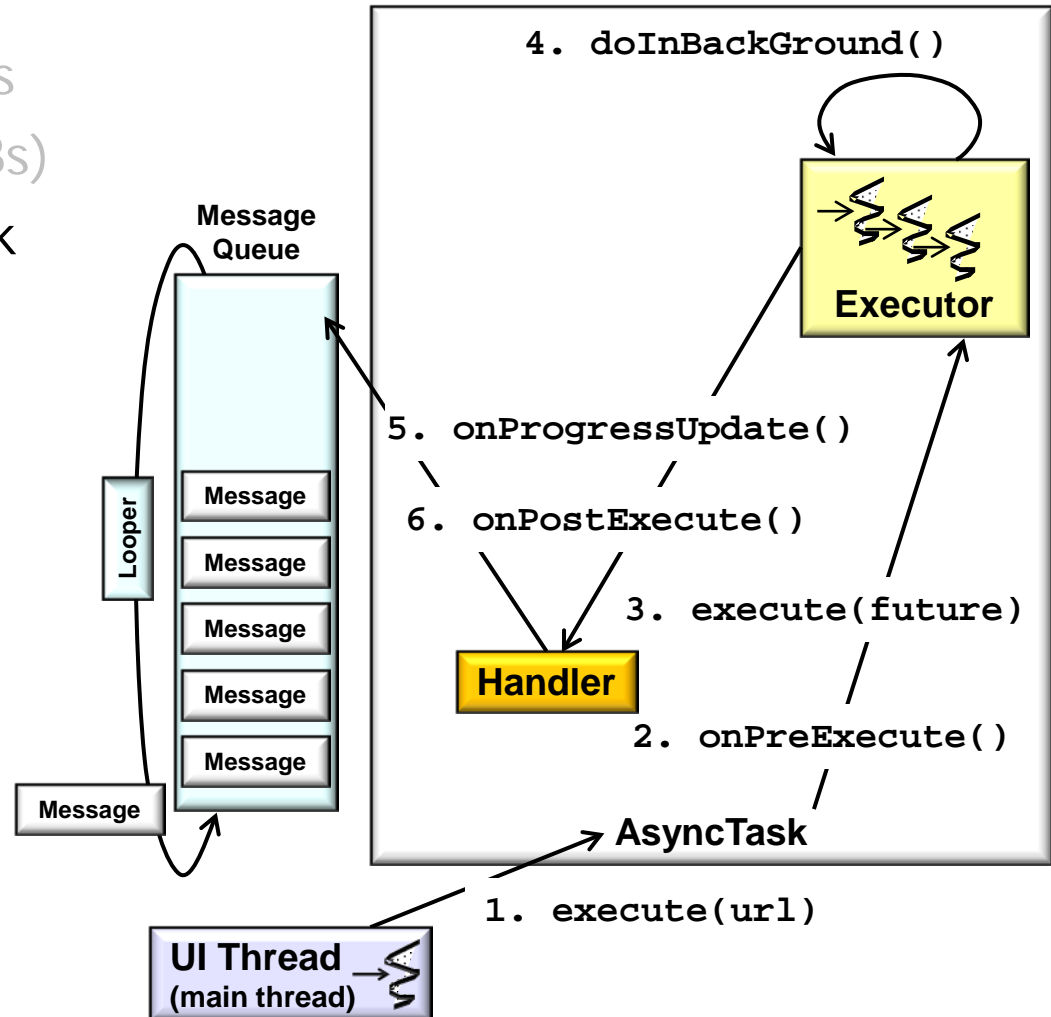 4. doInBackGround()
s
3s)
k
Message
Queue
Executor
5. onProgressUpdate()
Message
6. onPostExecute()
Looper
Message
3. execute(future)
Message
Handler
Message
2. onPreExecute()
Message
Message
AsyncTask
1. execute(url)
UI Thread
(main thread)